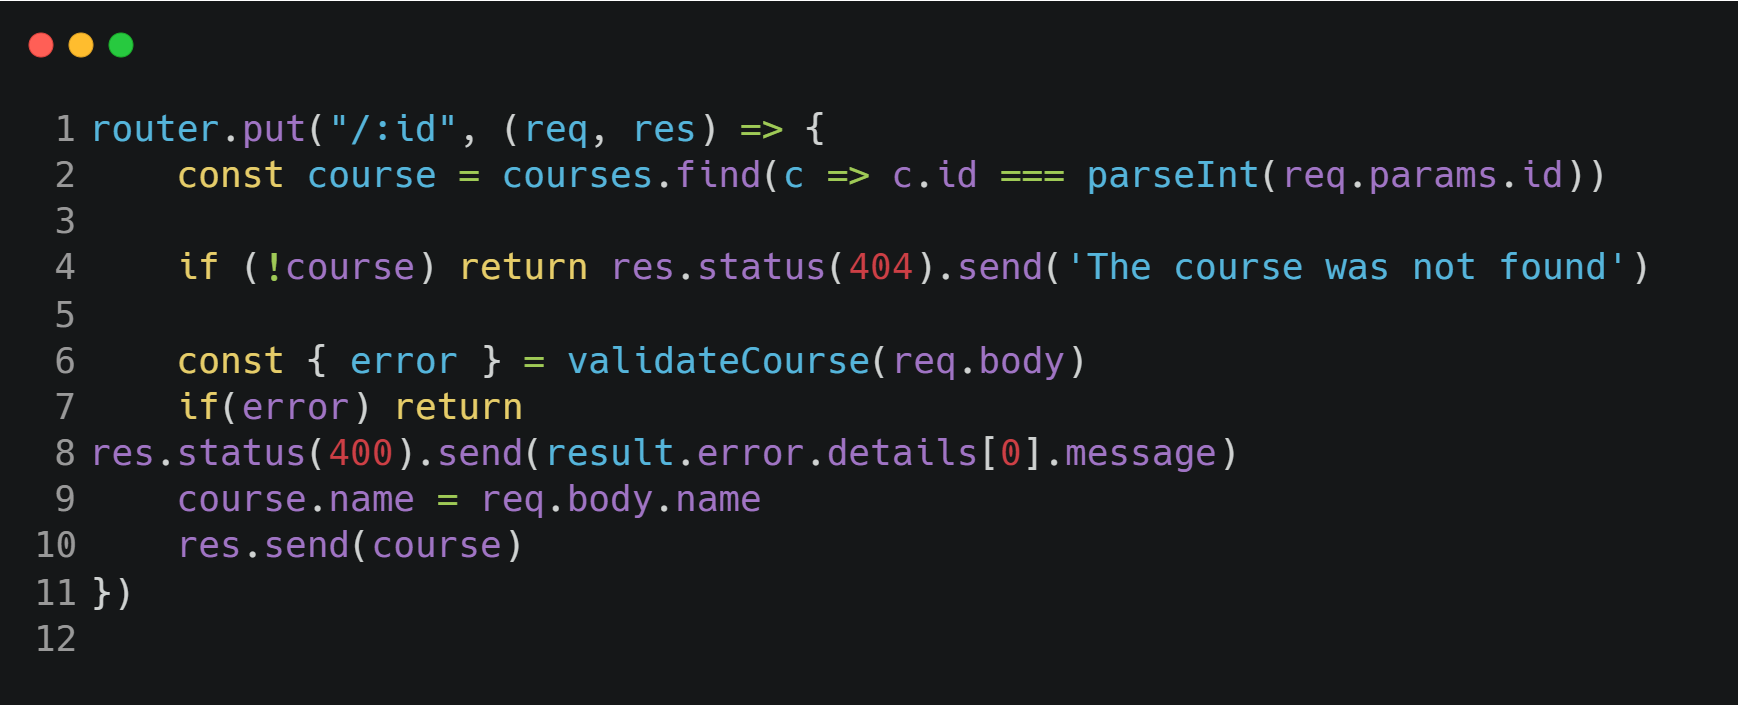 1 router.put("/:id", (req, res) => {
2     const course = courses.find(c => c.id === parseInt(req.params.id))
3
4     if (!course) return res.status(404).send('The course was not found')
5
6     const { error } = validateCourse(req.body)
7     if(error) return
8 res.status(400).send(result.error.details[0].message)
9     course.name = req.body.name
10     res.send(course)
11 })
12